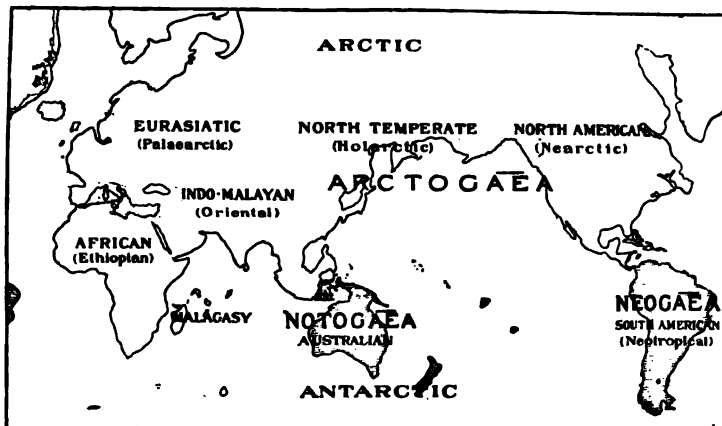 ARCTIC
EURASIATIC
(Palaearctic)
NORTH TEMPERATE
(Holarctic)
NORTH AMERICAN
(Nearctic)
ARCTOGAEA
INDO-MALAYAN
(Oriental)
AFRICAN
(Ethiopian)
MALAGASY
NOTOGAEA
AUSTRALIAN
NEOGAEA
SOUTH AMERICAN
(Neotropical)
ANTARCTIC